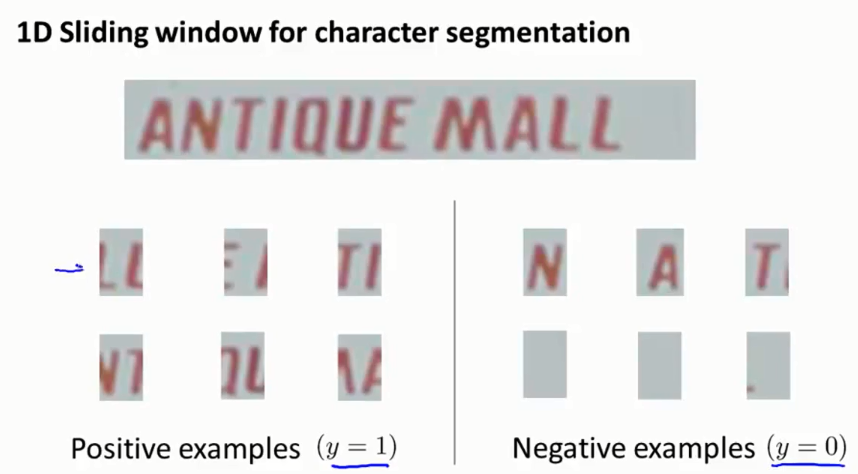 1D Sliding window for character segmentation
ANTIQUE MALL
LL E TI N A T
NT QU MA
Positive examples (y = 1) Negative examples (y = 0)